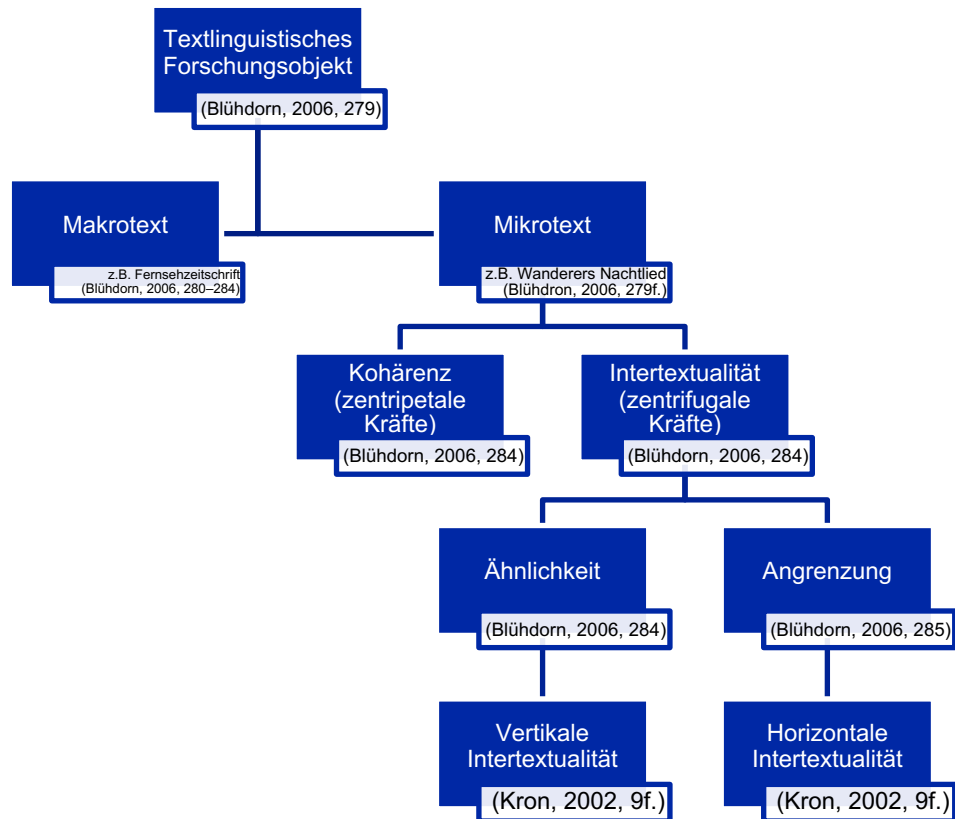 Textlinguistisches
Forschungsobjekt
(Blühdorn, 2006, 279)
Makrotext
z.B. Fernsehzeitschrift
(Blühdorn, 2006, 280–284)
Mikrotext
z.B. Wanderers Nachtlied
(Blühdron, 2006, 279f.)
Kohärenz
(zentripetale
Kräfte)
(Blühdorn, 2006, 284)
Intertextualität
(zentrifugale
Kräfte)
(Blühdorn, 2006, 284)
Ähnlichkeit
(Blühdorn, 2006, 284)
Angrenzung
(Blühdorn, 2006, 285)
Vertikale
Intertextualität
(Kron, 2002, 9f.)
Horizontale
Intertextualität
(Kron, 2002, 9f.)